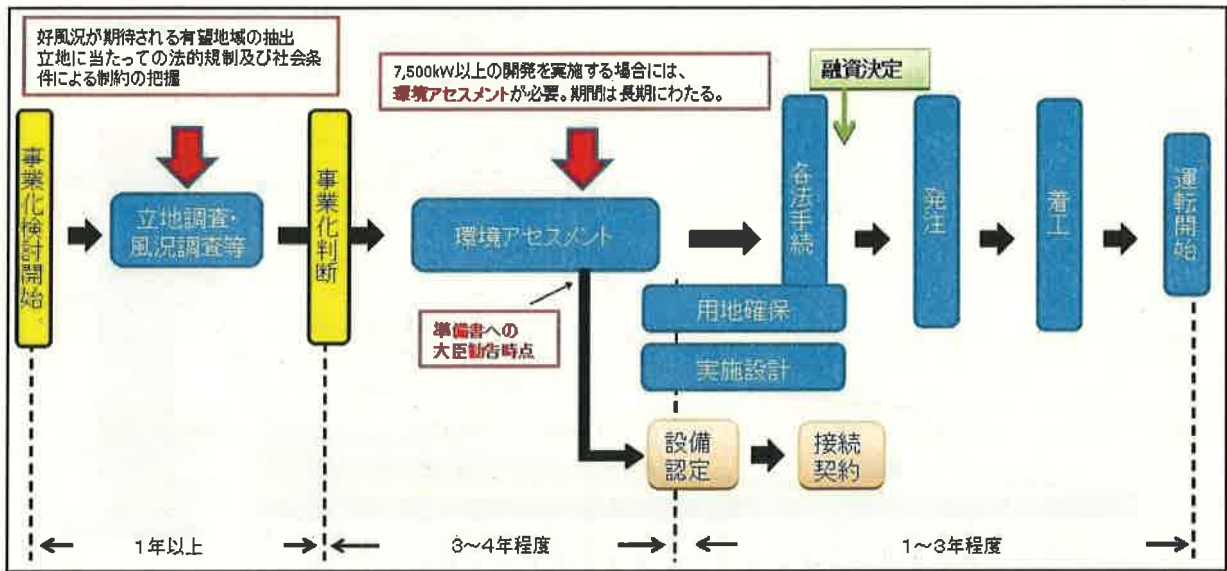 好風況が期待される有望地域の抽出
立地に当たっての法的規制及び社会条
件による制約の把握
7,500kW以上の開発を実施する場合には、
環境アセスメントが必要。期間は長期にわたる。
融資決定
事業化検討開始
立地調査・
風況調査等
事業化判断
環境アセスメント
各法手続
発注
着工
運転開始
準備書への
大臣勧告時点
用地確保
実施設計
設備
認定
接続
契約
1年以上
3～4年程度
1～3年程度